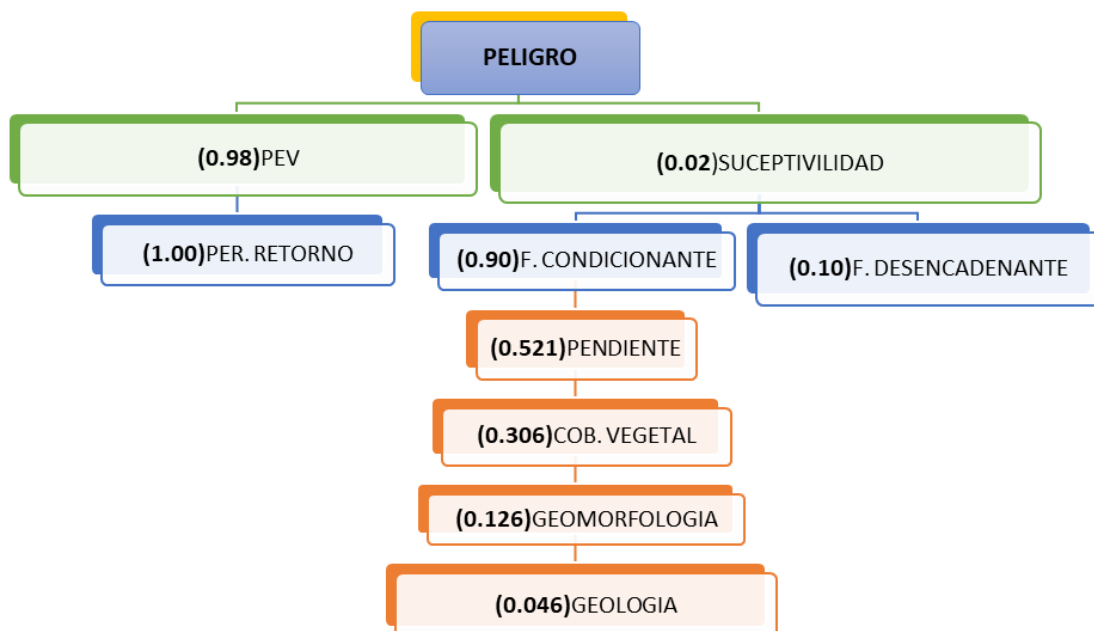 PELIGRO
(0.98)PEV
(0.02)SUCEPTIVILIDAD
(1.00)PER. RETORNO
(0.90)F. CONDICIONANTE
(0.10)F. DESENCADENANTE
(0.521)PENDIENTE
(0.306)COB. VEGETAL
(0.126)GEOMORFOLOGIA
(0.046)GEOLOGIA